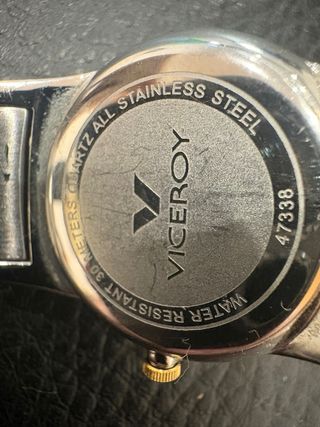 WATER RESISTANT 30 METERS QUARTZ ALL STAINLESS STEEL
47338
VICEROY